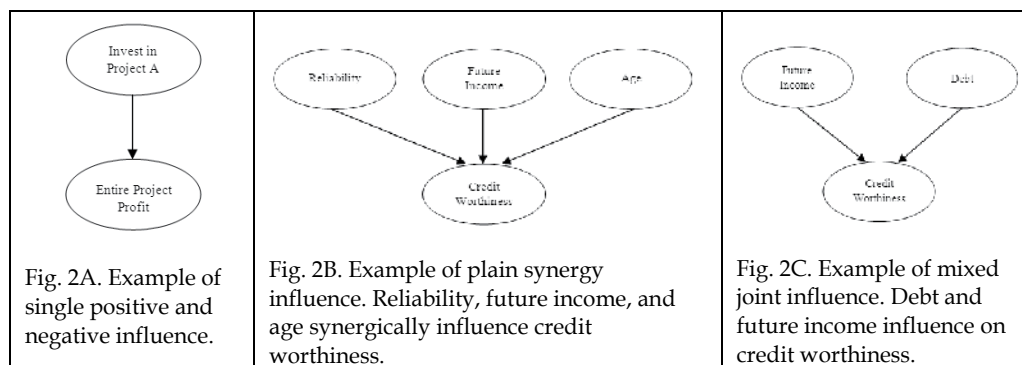 Invest in
Project A
Entire Project
Profit
Fig. 2A. Example of
single positive and
negative influence.
Reliability
Future
Income
Age
Credit
Worthiness
Fig. 2B. Example of plain synergy
influence. Reliability, future income, and
age synergically influence credit
worthiness.
Future
Income
Debt
Credit
Worthiness
Fig. 2C. Example of mixed
joint influence. Debt and
future income influence on
credit worthiness.